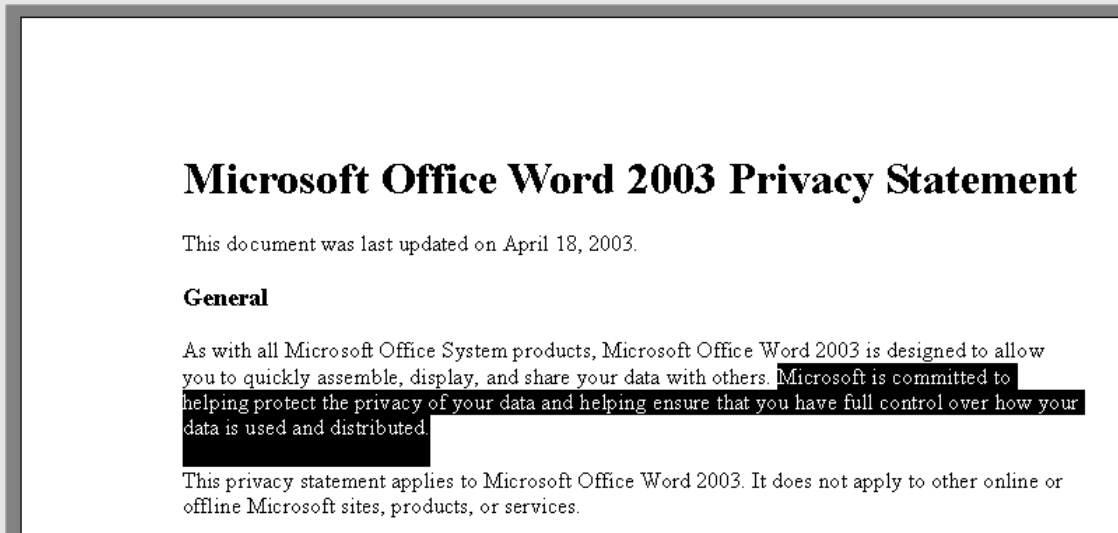 Microsoft Office Word 2003 Privacy Statement
This document was last updated on April 18, 2003.
General
As with all Microsoft Office System products, Microsoft Office Word 2003 is designed to allow
you to quickly assemble, display, and share your data with others. Microsoft is committed to
helping protect the privacy of your data and helping ensure that you have full control over how your
data is used and distributed.
This privacy statement applies to Microsoft Office Word 2003. It does not apply to other online or
offline Microsoft sites, products, or services.